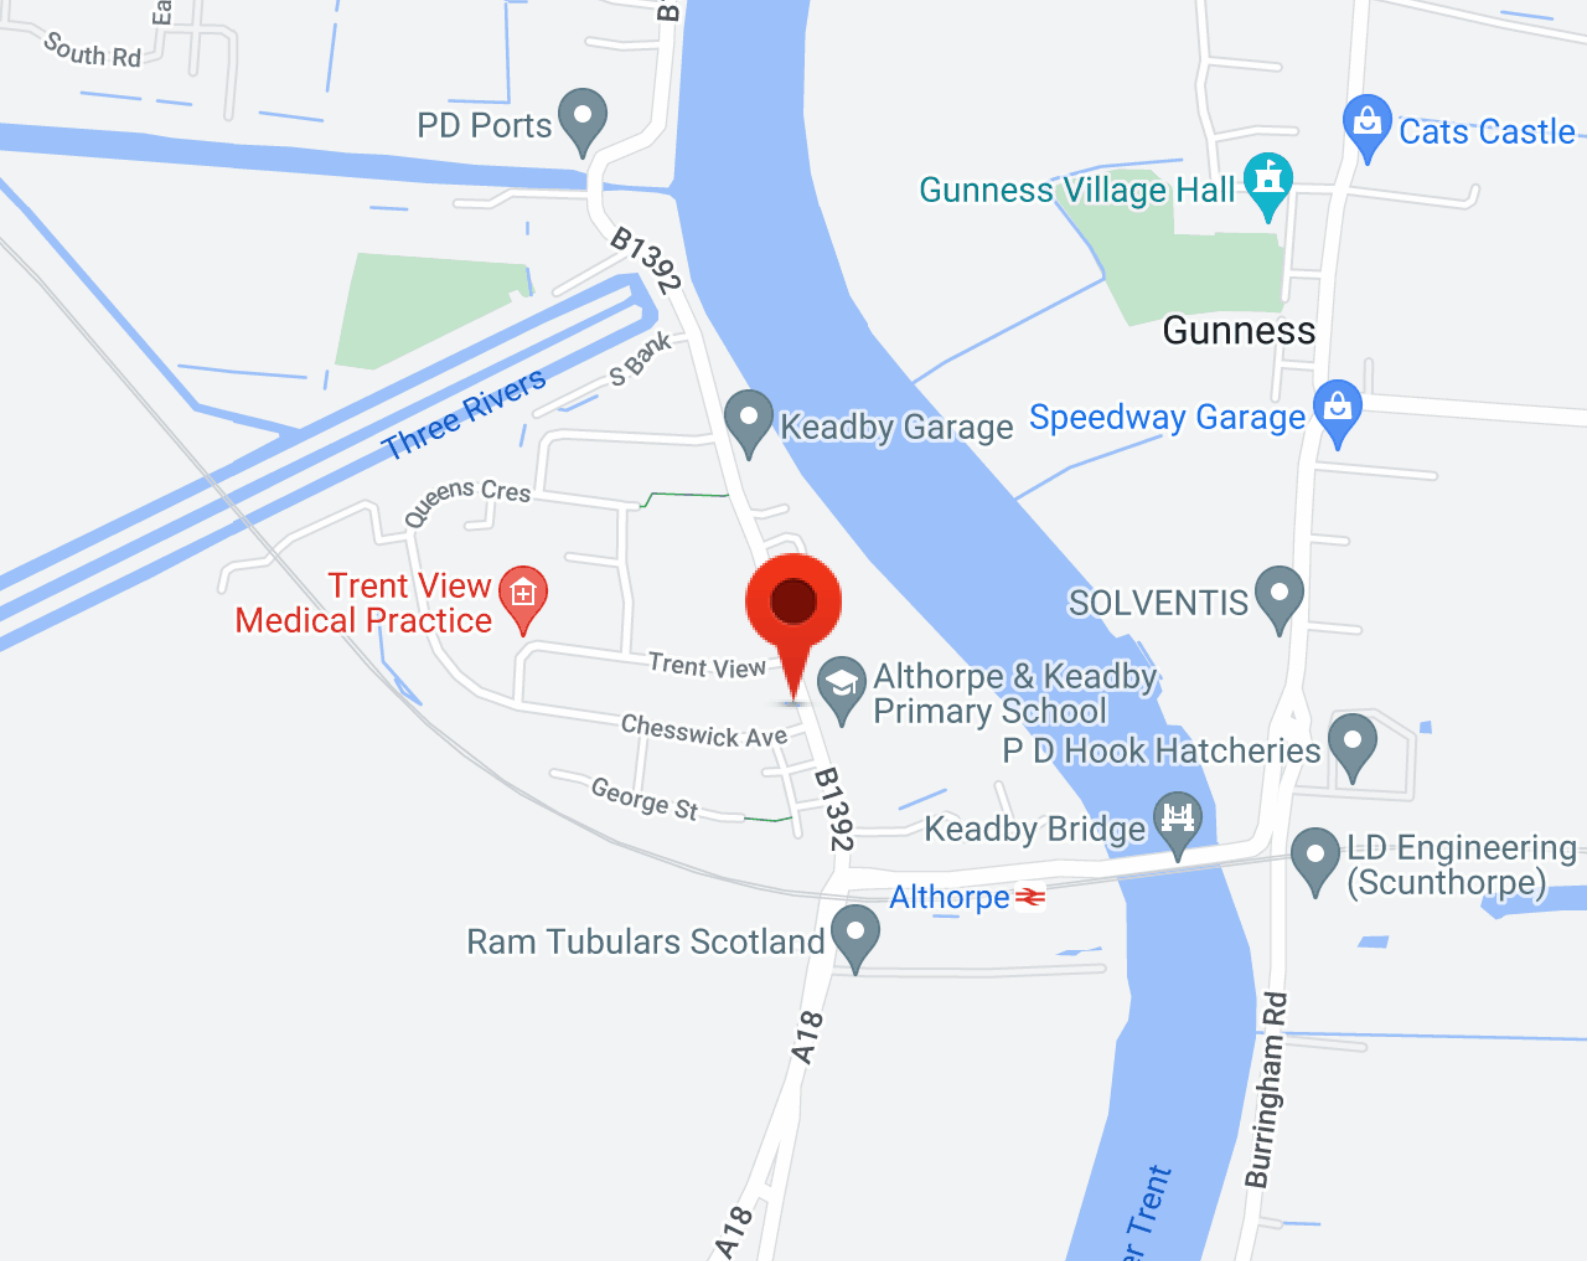 South Rd
PD Ports
Cats Castle
Gunness Village Hall
B1392
Gunness
S Bank
Three Rivers
Keadby Garage
Speedway Garage
Queens Cres
Trent View
Medical Practice
SOLVENTIS
Trent View
Althorpe & Keadby
Primary School
Chesswick Ave
P D Hook Hatcheries
George St
B1392
Keadby Bridge
LD Engineering
(Scunthorpe)
Althorpe
Ram Tubulars Scotland
A18
Burringham Rd
A18
Trent